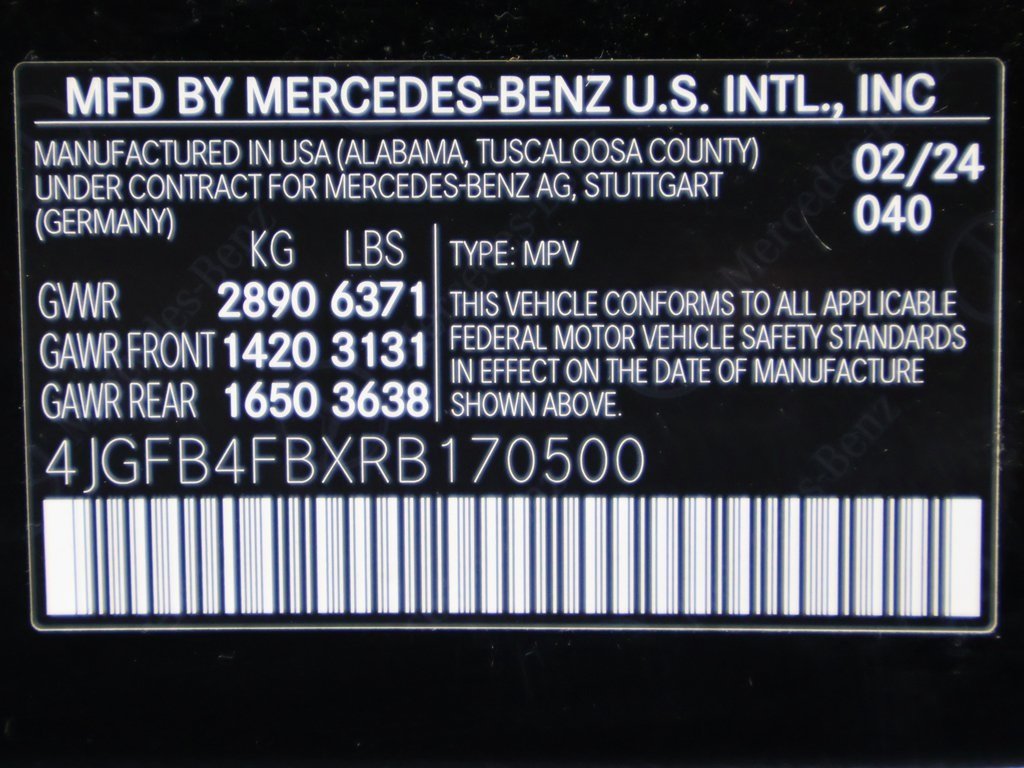 MFD BY MERCEDES-BENZ U.S. INTL., INC
MANUFACTURED IN USA (ALABAMA, TUSCALOOSA COUNTY)
UNDER CONTRACT FOR MERCEDES-BENZ AG, STUTTGART
(GERMANY)
02/24
040
KG LBS
GVWR 2890 6371
GAWR FRONT 1420 3131
GAWR REAR 1650 3638
TYPE: MPV
THIS VEHICLE CONFORMS TO ALL APPLICABLE
FEDERAL MOTOR VEHICLE SAFETY STANDARDS
IN EFFECT ON THE DATE OF MANUFACTURE
SHOWN ABOVE.
4JGFB4FBXRB170500